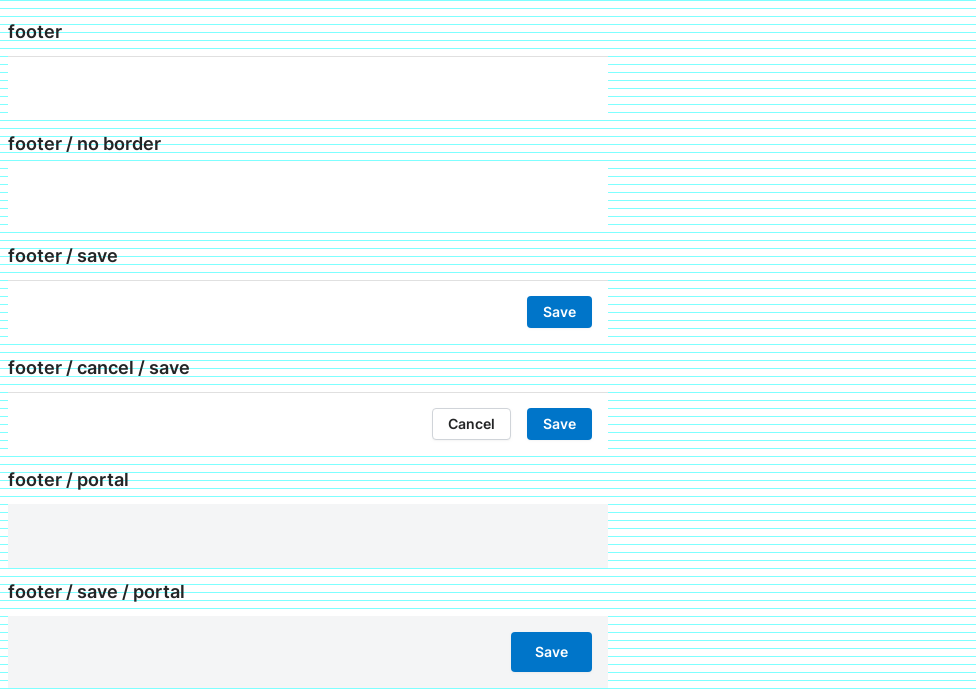 footer
footer / no border
footer / save
Save
footer / cancel / save
Cancel Save
footer / portal
footer / save / portal
Save